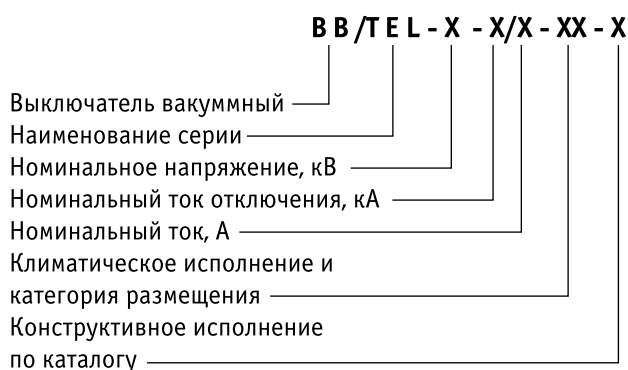 ВВ/TEL - X - X/X - XX - X
Выключатель вакуммный
Наименование серии
Номинальное напряжение, кВ
Номинальный ток отключения, кА
Номинальный ток, А
Климатическое исполнение и
категория размещения
Конструктивное исполнение
по каталогу